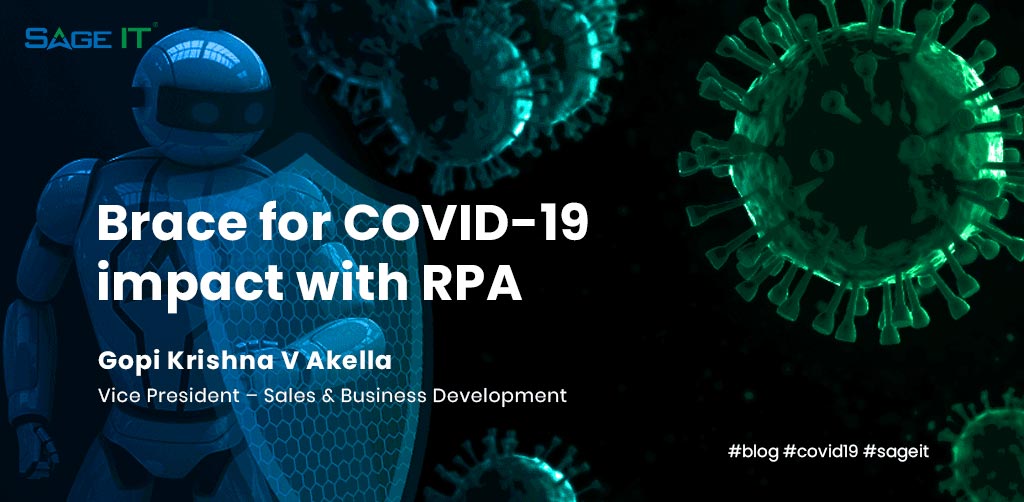 SAGE IT
Brace for COVID-19
impact with RPA
Gopi Krishna V Akella
Vice President – Sales & Business Development
#blog #covid19 #sageit